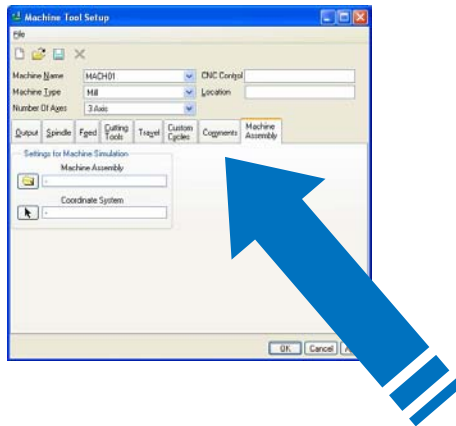 Machine Tool Setup
File
Machine Name MACH01 CNC Control
Machine Type Mill Location
Number Of Axes 3 Axis
Output Spindle Feed Cutting Tools Travel Custom Cycles Comments Machine Assembly
Settings for Machine Simulation
Machine Assembly
-
Coordinate System
-
OK Cancel